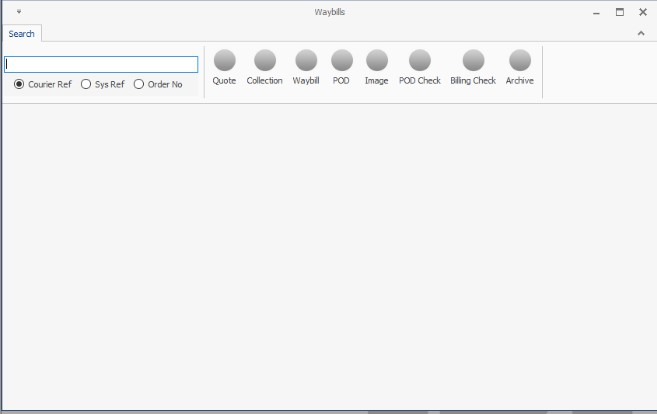 Waybills
Search
Courier Ref Sys Ref Order No
Quote Collection Waybill POD Image POD Check Billing Check Archive